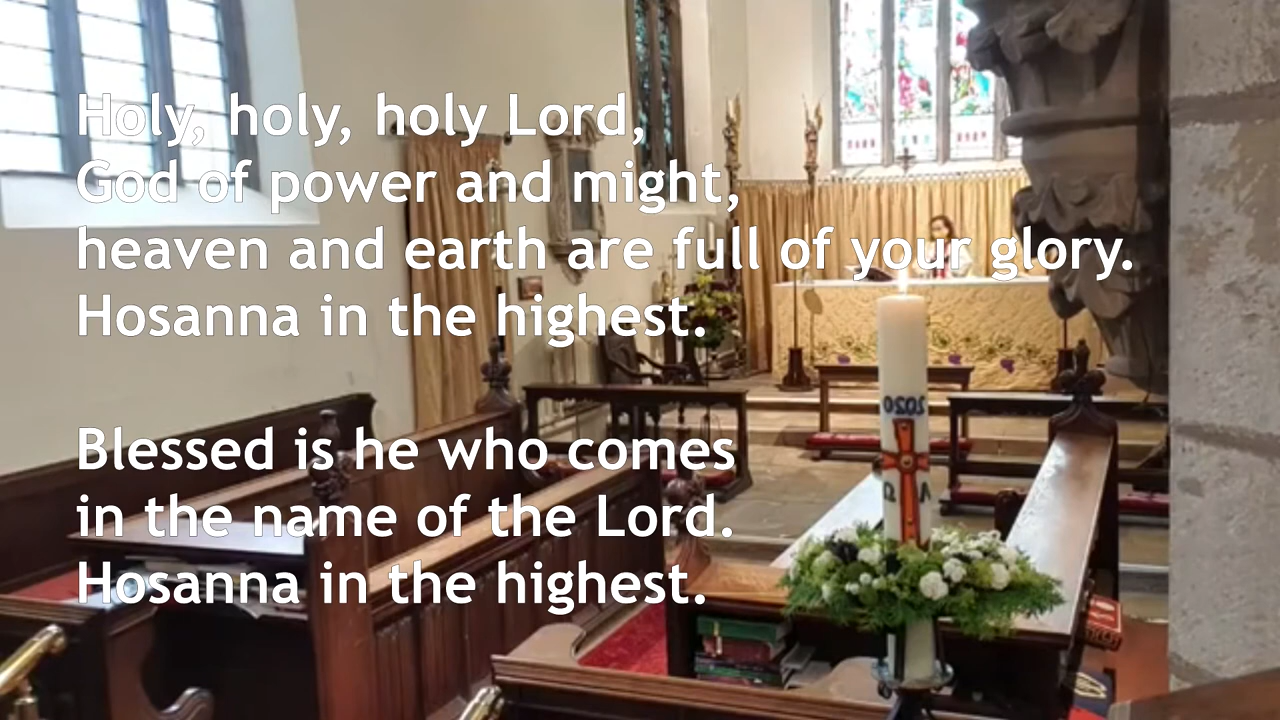 Holy, holy, holy Lord,
God of power and might,
heaven and earth are full of your glory.
Hosanna in the highest.
Blessed is he who comes
in the name of the Lord.
Hosanna in the highest.
2020
Ω A